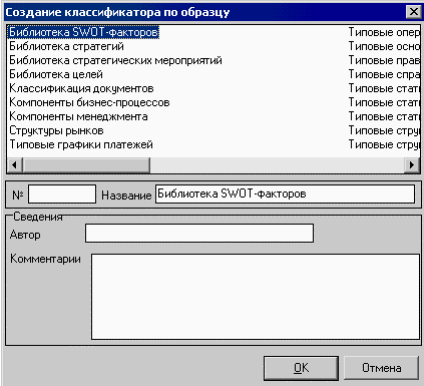 Создание классификатора по образцу
Библиотека SWOT-Факторов Типовые опер
Библиотека стратегий Типовые осно
Библиотека стратегических мероприятий Типовые прав
Библиотека целей Типовые спра
Классификация документов Типовые стат
Компоненты бизнес-процессов Типовые стат
Компоненты менеджмента Типовые стат
Структуры рынков Типовые стру
Типовые графики платежей Типовые стру
№ Название Библиотека SWOT-Факторов
Сведения
Автор
Комментарии
OK Отмена